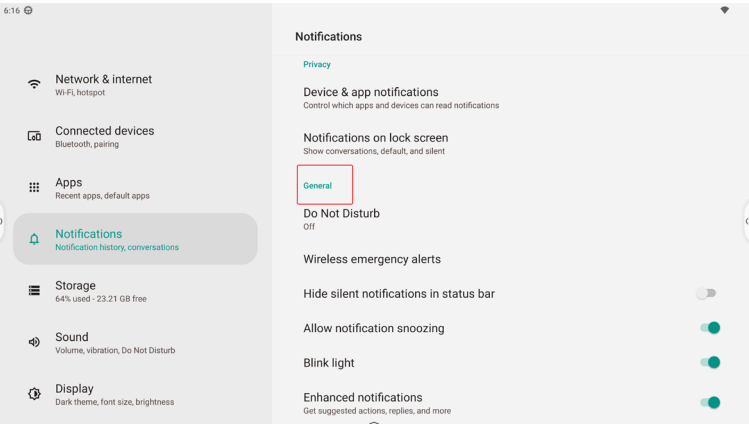 6:16
Notifications
Network & internet
Wi-Fi, hotspot
Connected devices
Bluetooth, pairing
Apps
Recent apps, default apps
Notifications
Notification history, conversations
Storage
64% used - 23.21 GB free
Sound
Volume, vibration, Do Not Disturb
Display
Dark theme, font size, brightness
Privacy
Device & app notifications
Control which apps and devices can read notifications
Notifications on lock screen
Show conversations, default, and silent
General
Do Not Disturb
Off
Wireless emergency alerts
Hide silent notifications in status bar
Allow notification snoozing
Blink light
Enhanced notifications
Get suggested actions, replies, and more